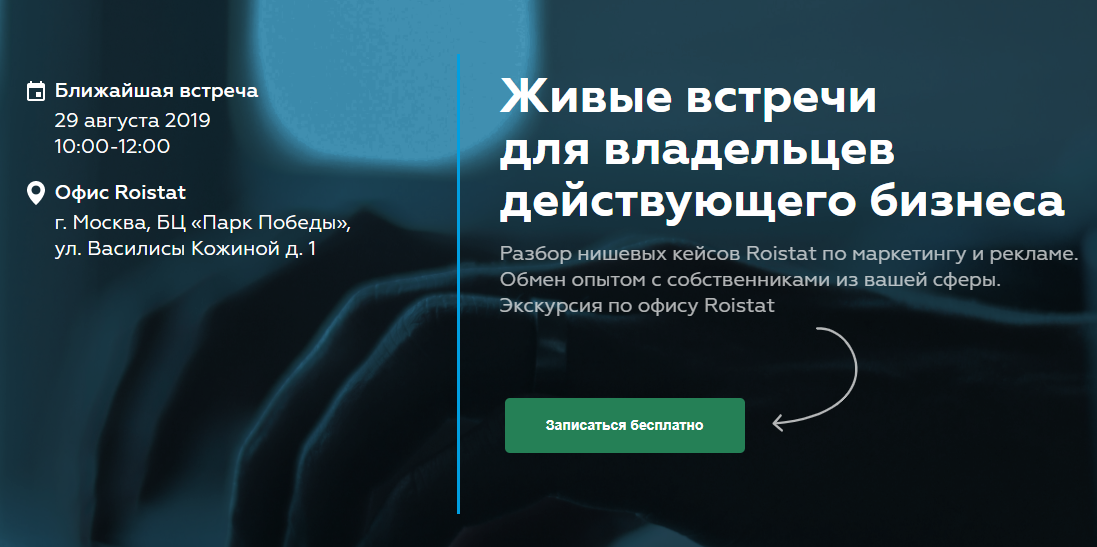 Ближайшая встреча
29 августа 2019
10:00-12:00
Офис Roistat
г. Москва, БЦ «Парк Победы»,
ул. Василисы Кожиной д. 1
Живые встречи
для владельцев
действующего бизнеса
Разбор нишевых кейсов Roistat по маркетингу и рекламе.
Обмен опытом с собственниками из вашей сферы.
Экскурсия по офису Roistat
Записаться бесплатно